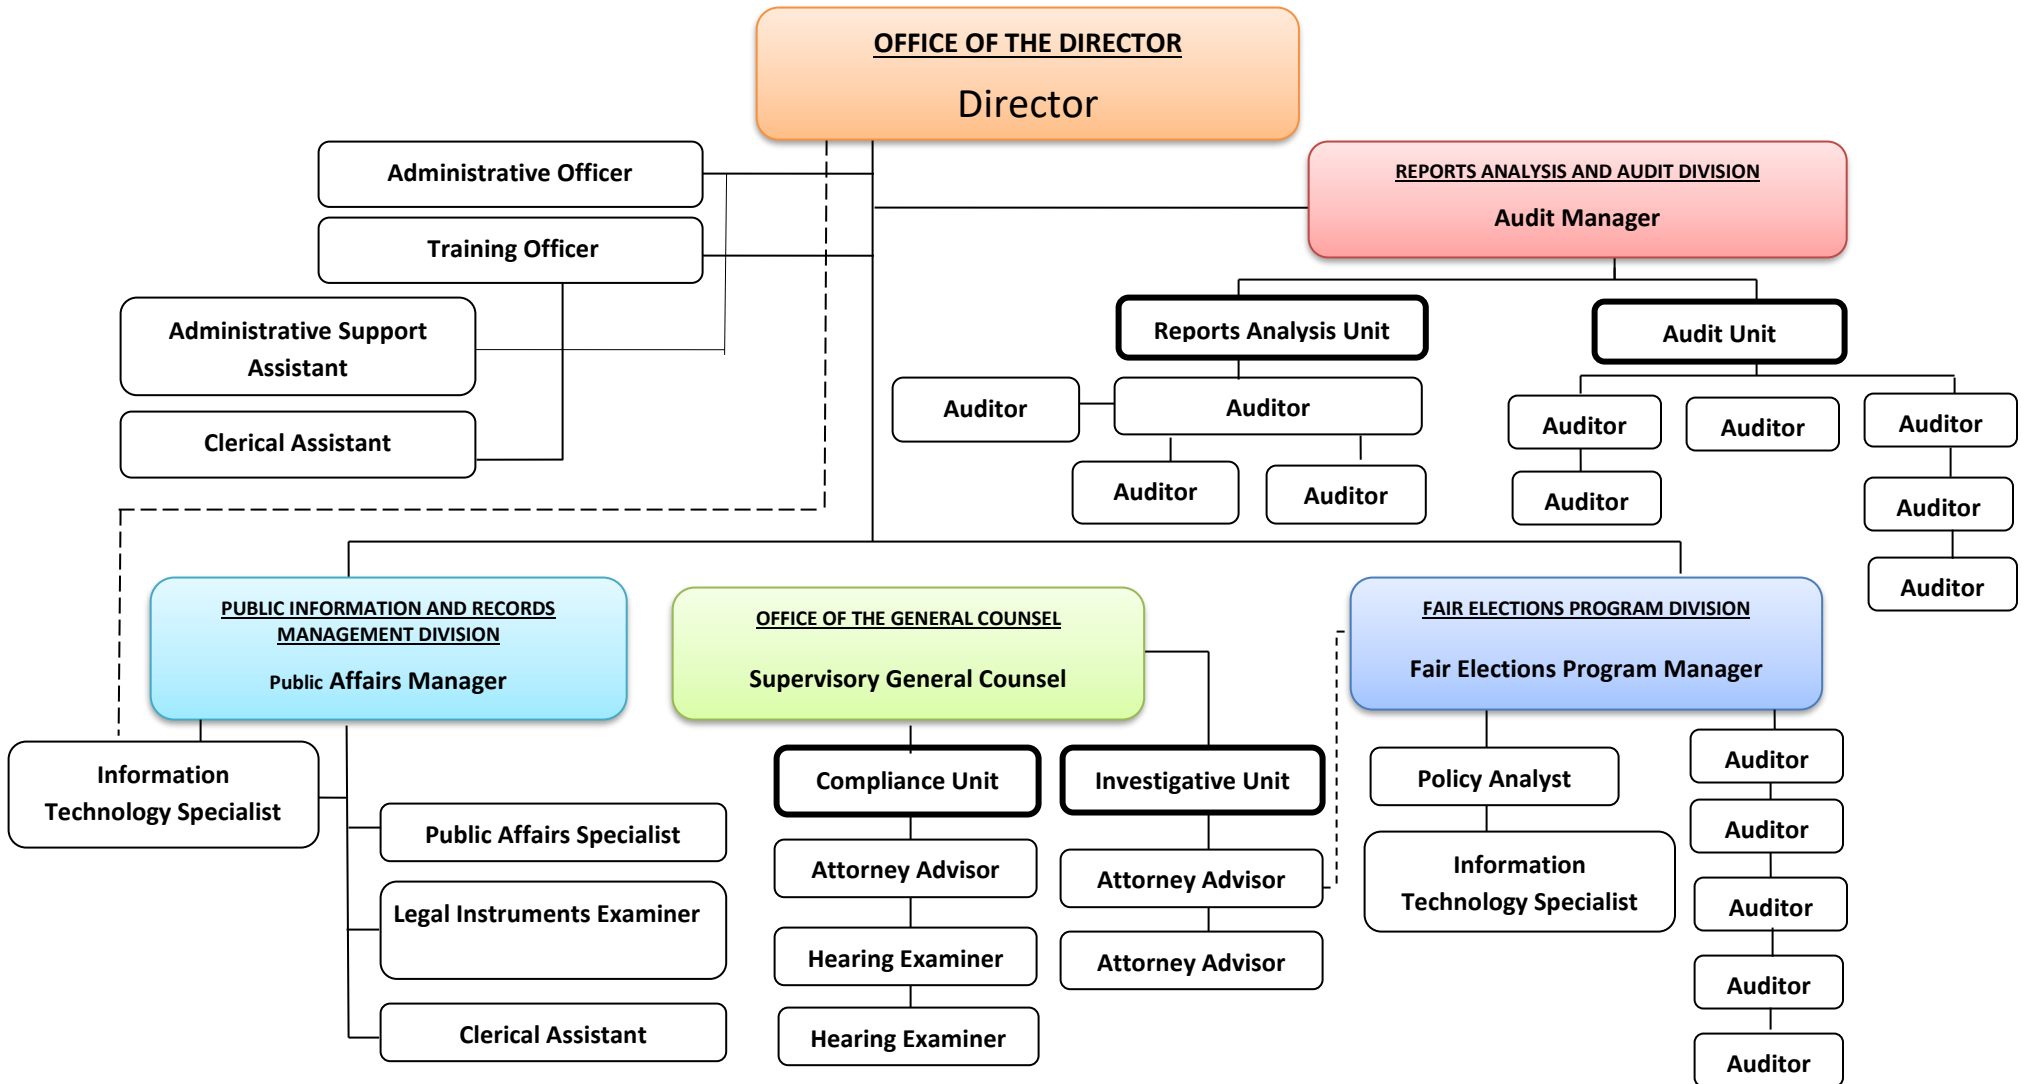 OFFICE OF THE DIRECTOR
Director
Administrative Officer
Training Officer
Administrative Support
Assistant
Clerical Assistant
REPORTS ANALYSIS AND AUDIT DIVISION
Audit Manager
Reports Analysis Unit
Auditor
Auditor
Auditor
Auditor
Audit Unit
Auditor
Auditor
Auditor
Auditor
Auditor
Auditor
PUBLIC INFORMATION AND RECORDS
MANAGEMENT DIVISION
Public Affairs Manager
Information
Technology Specialist
Public Affairs Specialist
Legal Instruments Examiner
Clerical Assistant
OFFICE OF THE GENERAL COUNSEL
Supervisory General Counsel
Compliance Unit
Attorney Advisor
Hearing Examiner
Hearing Examiner
Investigative Unit
Attorney Advisor
Attorney Advisor
FAIR ELECTIONS PROGRAM DIVISION
Fair Elections Program Manager
Policy Analyst
Information
Technology Specialist
Auditor
Auditor
Auditor
Auditor
Auditor